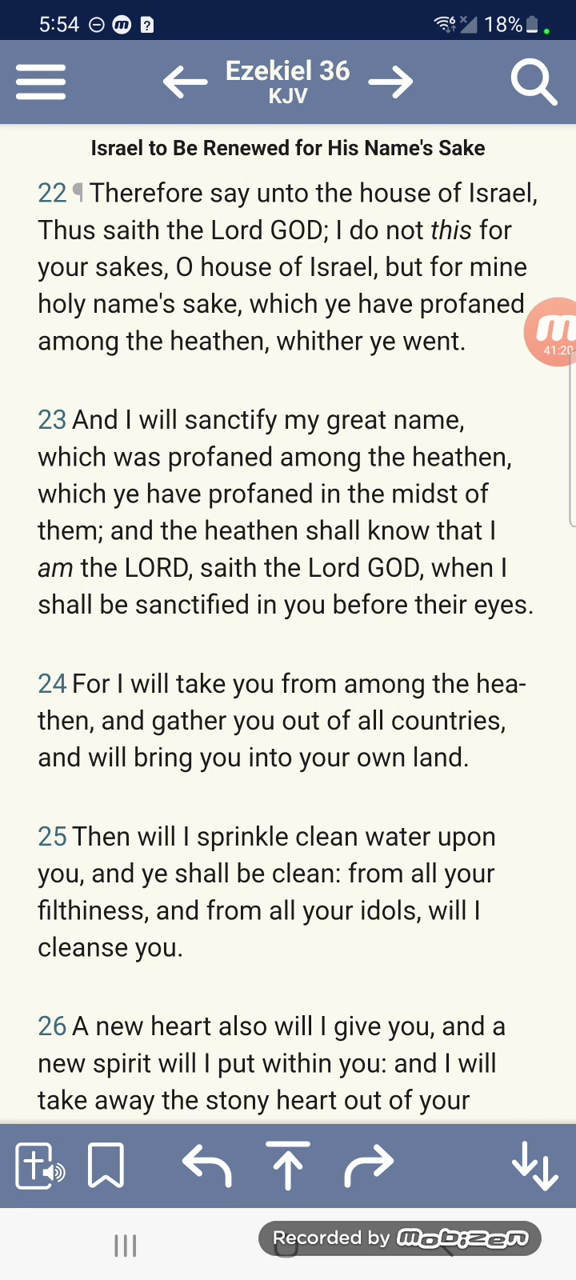 5:54
18%
Ezekiel 36
KJV
Israel to Be Renewed for His Name's Sake
22 ¶ Therefore say unto the house of Israel,
Thus saith the Lord GOD; I do not this for
your sakes, O house of Israel, but for mine
holy name's sake, which ye have profaned
among the heathen, whither ye went.
41:20
23 And I will sanctify my great name,
which was profaned among the heathen,
which ye have profaned in the midst of
them; and the heathen shall know that I
am the LORD, saith the Lord GOD, when I
shall be sanctified in you before their eyes.
24 For I will take you from among the hea-
then, and gather you out of all countries,
and will bring you into your own land.
25 Then will I sprinkle clean water upon
you, and ye shall be clean: from all your
filthiness, and from all your idols, will I
cleanse you.
26 A new heart also will I give you, and a
new spirit will I put within you: and I will
take away the stony heart out of your
Recorded by mobizen